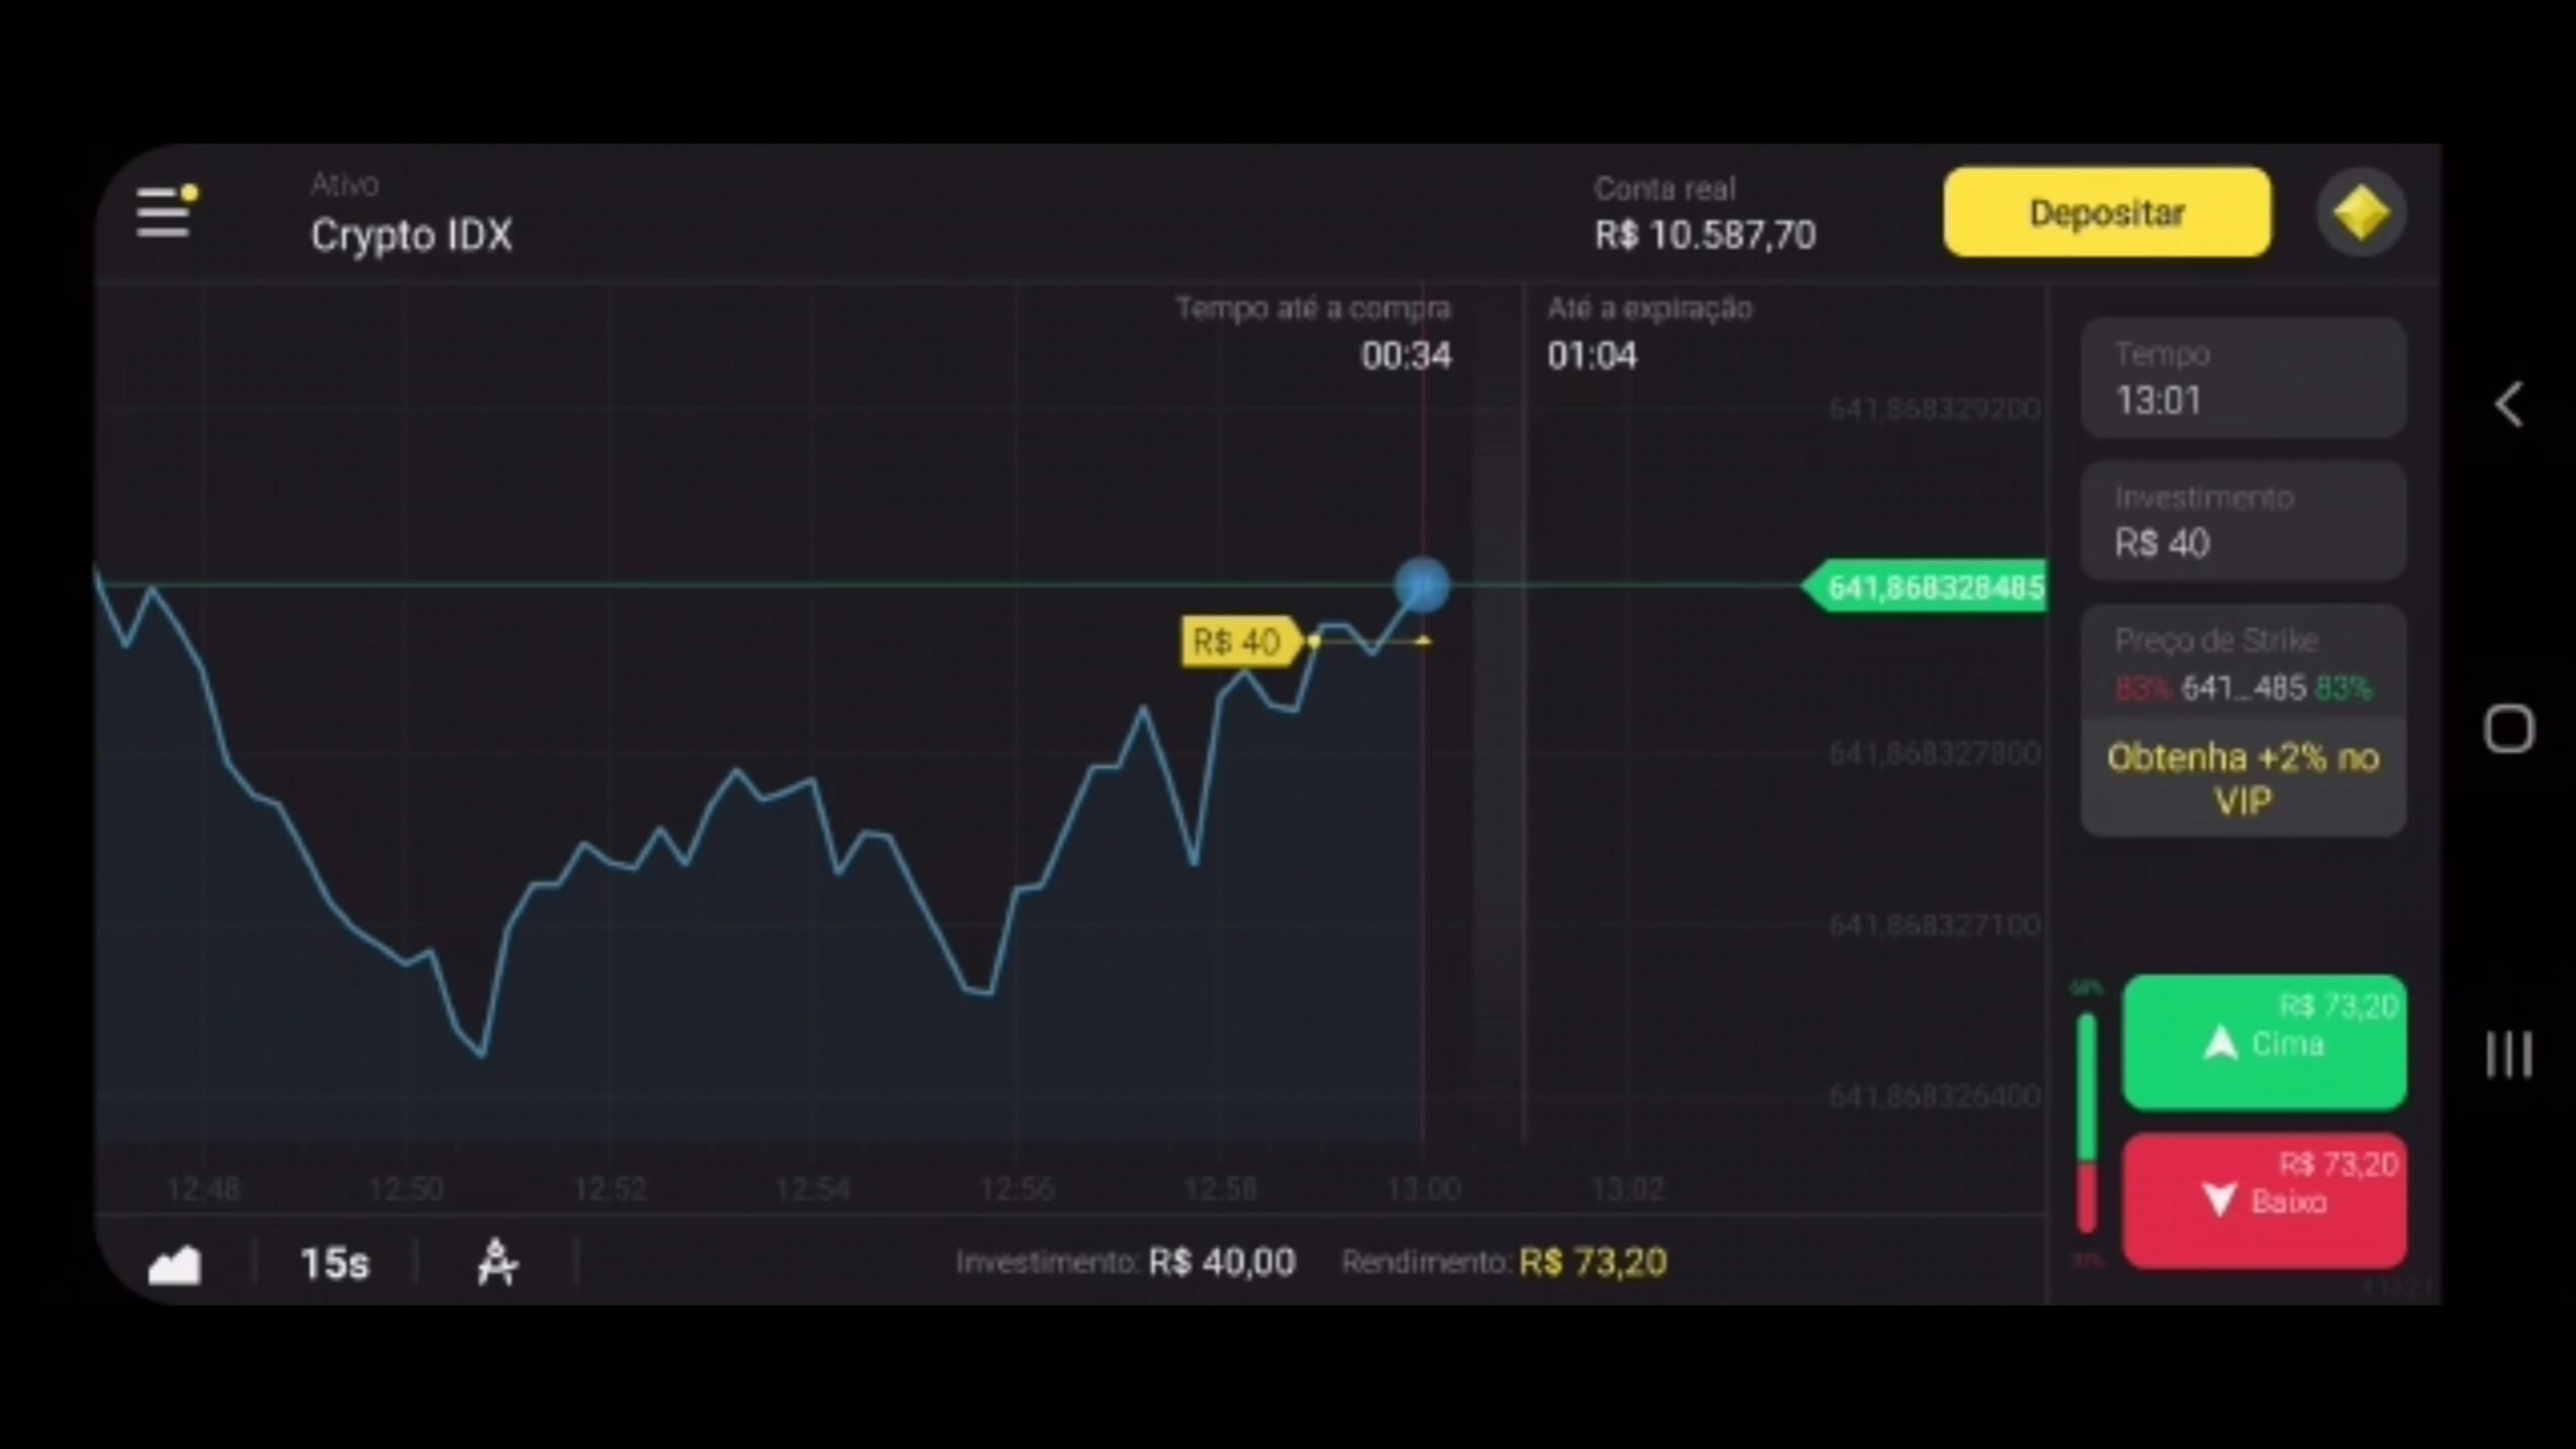 Ativo
Crypto IDX
Conta real
R$ 10.587,70
Depositar
Tempo até a compra
00:34
Até a expiração
01:04
641,868329200
641,868328485
641,868327800
641,868327100
641,868326400
R$ 40
Tempo
13:01
Investimento
R$ 40
Preço de Strike
83% 641...485 83%
Obtenha +2% no
VIP
R$ 73,20
Cima
R$ 73,20
Baixo
12:48 12:50 12:52 12:54 12:56 12:58 13:00 13:02
15s
Investimento: R$ 40,00 Rendimento: R$ 73,20